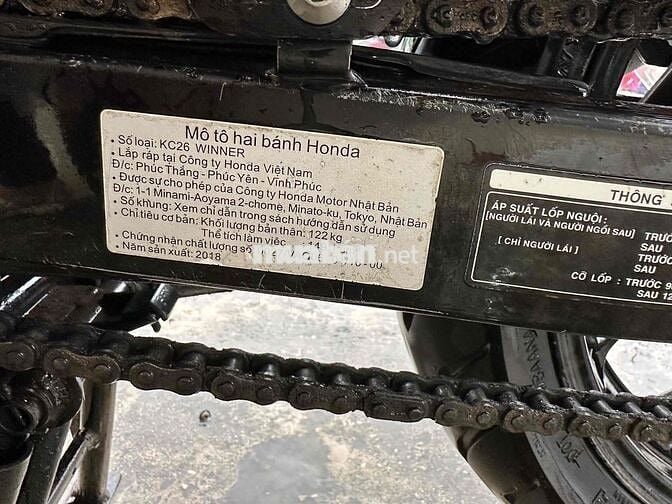 Mô tô hai bánh Honda
• Số loại: KC26 WINNER
• Lắp ráp tại Công ty Honda Việt Nam
Đ/c: Phúc Thắng - Phúc Yên - Vĩnh Phúc
• Được sự cho phép của Công ty Honda Motor Nhật Bản
Đ/c: 1-1 Minami-Aoyama 2-chome, Minato-ku, Tokyo, Nhật Bản
• Số khung: Xem chỉ dẫn trong sách hướng dẫn sử dụng
• Chỉ tiêu cơ bản: Khối lượng bản thân: 122 kg
Thể tích làm việc
• Chứng nhận chất lượng số
• Năm sản xuất: 2018
.net
THÔNG
ÁP SUẤT LỐP NGUỘI:
[NGƯỜI LÁI VÀ NGƯỜI NGỒI SAU] TRƯỚ
SAU
[ CHỈ NGƯỜI LÁI ] TRƯỚ
SAU
CỠ LỐP : TRƯỚC 9
SAU 12